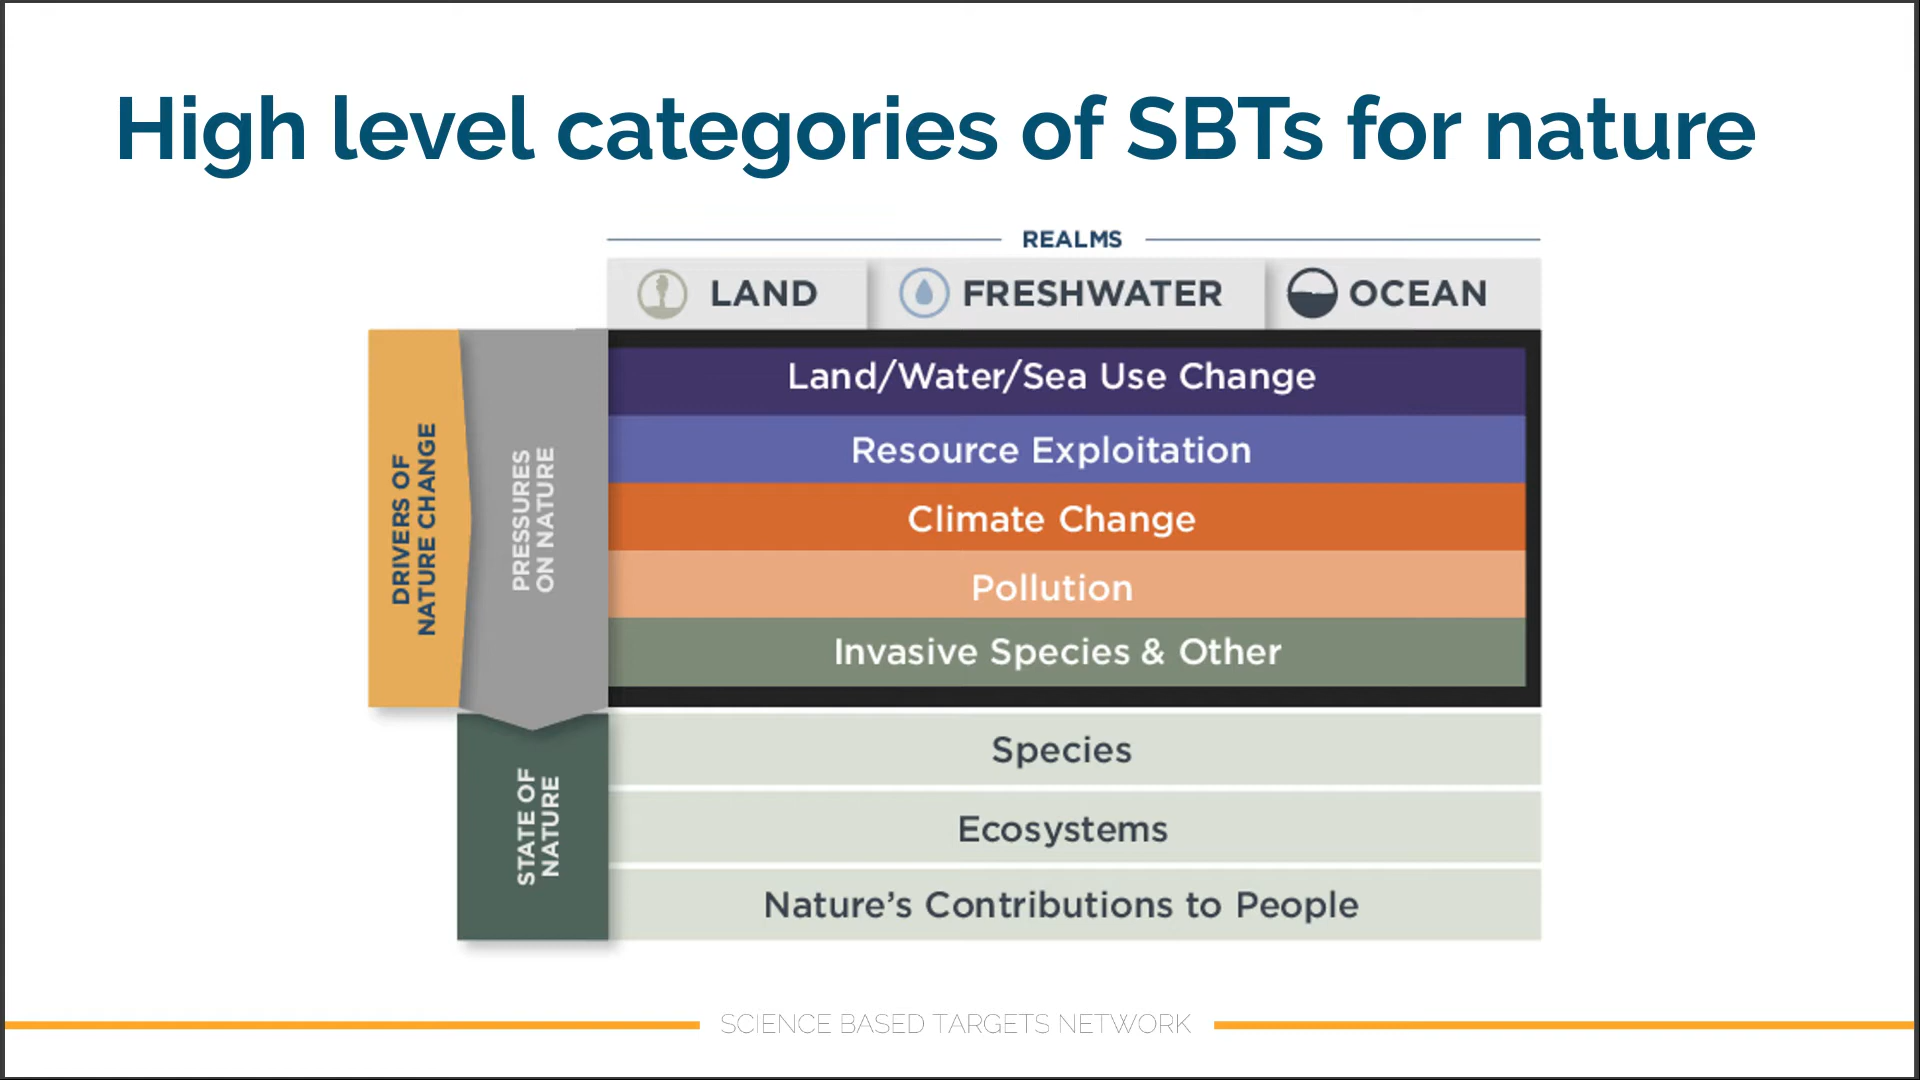 High level categories of SBTs for nature
REALMS
LAND
FRESHWATER
OCEAN
DRIVERS OF
NATURE CHANGE
PRESSURES
ON NATURE
Land/Water/Sea Use Change
Resource Exploitation
Climate Change
Pollution
Invasive Species & Other
STATE OF
NATURE
Species
Ecosystems
Nature’s Contributions to People
SCIENCE BASED TARGETS NETWORK